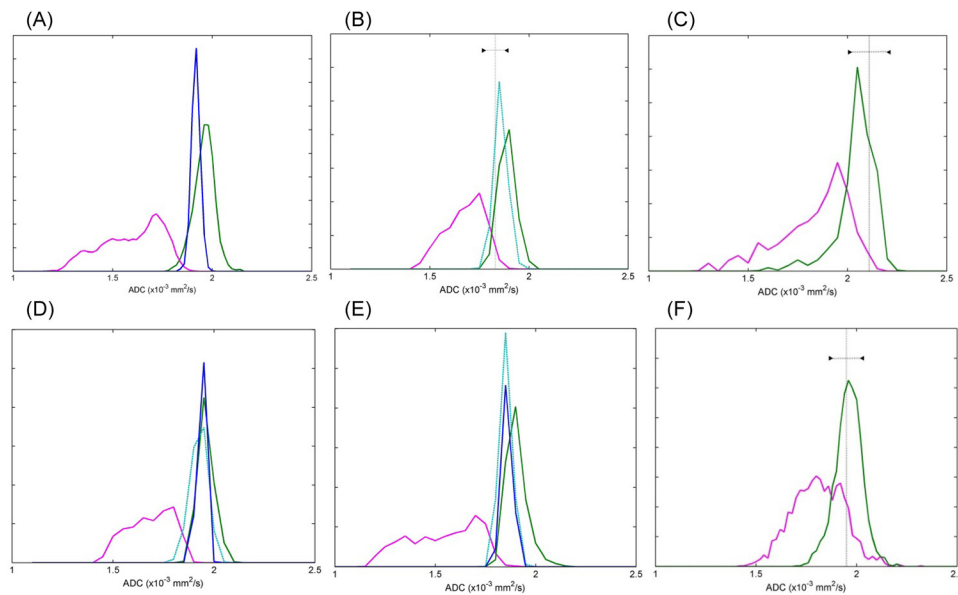 (A) (B) (C)
1 1.5 2 2.5 1 1.5 2 2.5 1 1.5 2 2.5
ADC (x10⁻³ mm²/s) ADC (x10⁻³ mm²/s) ADC (x10⁻³ mm²/s)
(D) (E) (F)
1 1.5 2 2.5 1 1.5 2 2.5 1 1.5 2 2.5
ADC (x10⁻³ mm²/s) ADC (x10⁻³ mm²/s) ADC (x10⁻³ mm²/s)